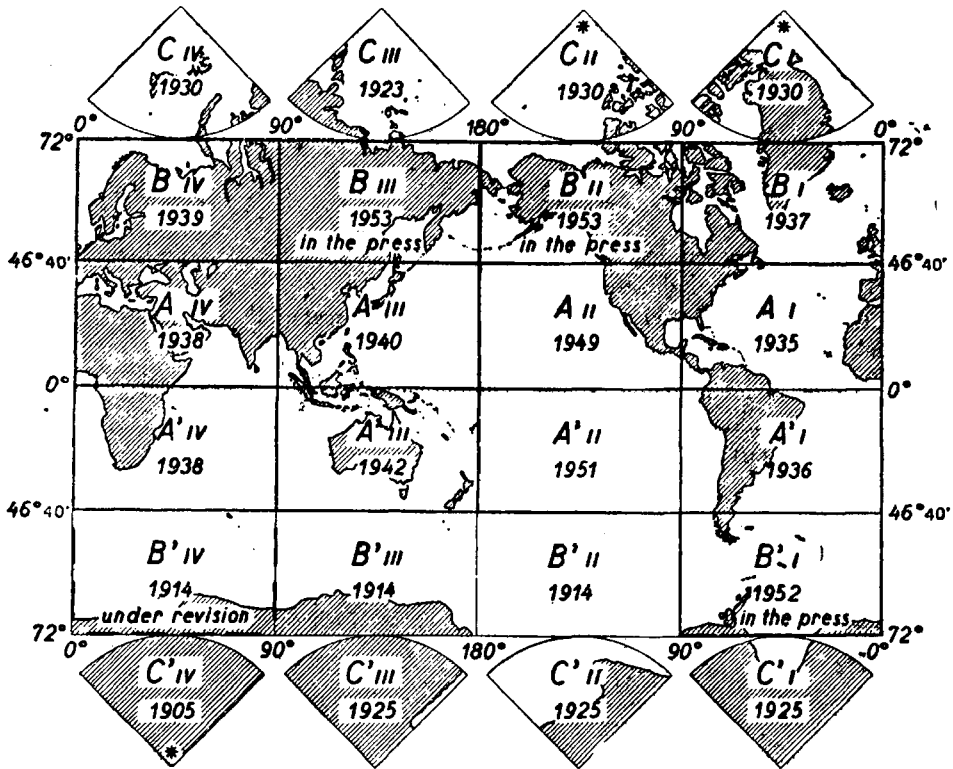 * *
C IV C III C II C I
1930 1923 1930 1930
0° 90° 180° 90° 0°
72° 72°
B IV B III B II B I
1939 1953 1953 1937
in the press in the press
46°40' 46°40'
A IV A III A II A I
1938 1940 1949 1935
0° 0°
A' IV A' III A' II A' I
1938 1942 1951 1936
46°40' 46°40'
B' IV B' III B' II B' I
1914 1914 1914 1952
under revision in the press
72° 72°
0° 90° 180° 90° 0°
C' IV C' III C' II C' I
1905 1925 1925 1925
*